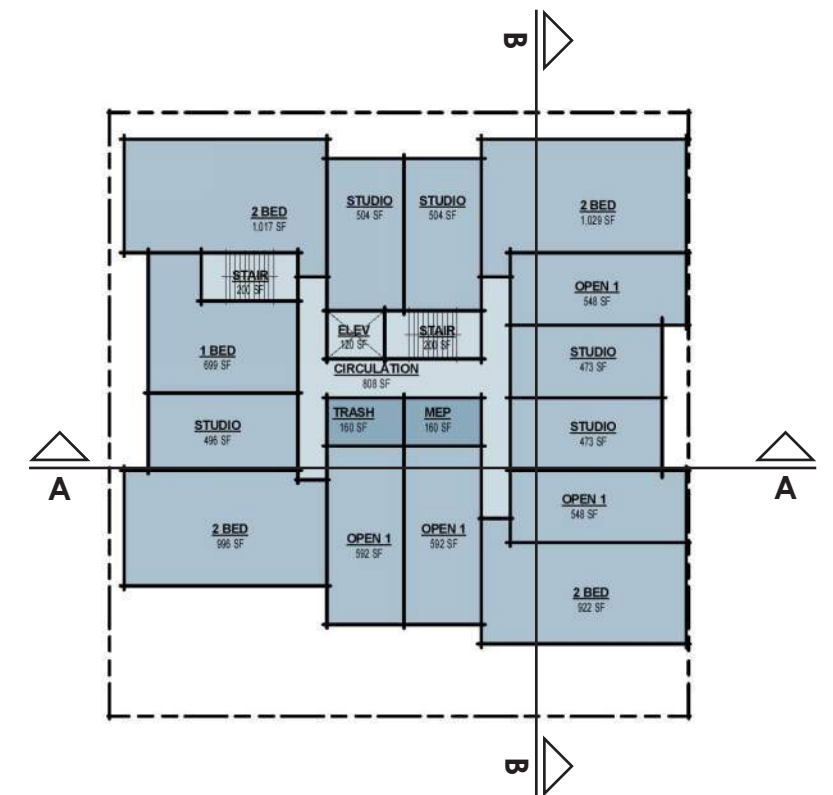 B
2 BED
1,017 SF
STUDIO
504 SF
STUDIO
504 SF
2 BED
1,029 SF
STAIR
200 SF
OPEN 1
548 SF
ELEV
120 SF
STAIR
200 SF
1 BED
699 SF
STUDIO
473 SF
CIRCULATION
808 SF
TRASH
160 SF
MEP
160 SF
STUDIO
496 SF
STUDIO
473 SF
A
A
OPEN 1
548 SF
2 BED
996 SF
OPEN 1
592 SF
OPEN 1
592 SF
2 BED
922 SF
B